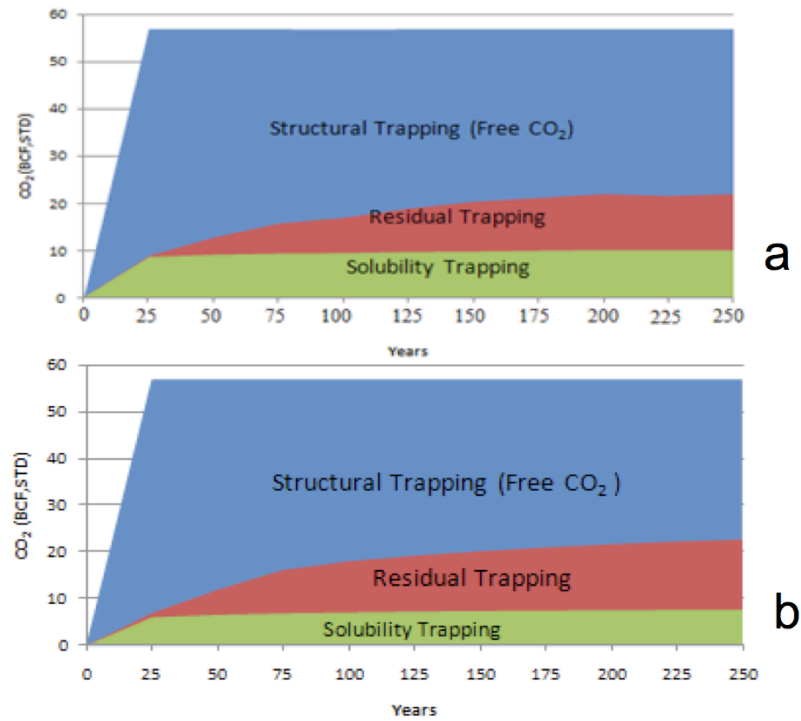 60
50
40
30
20
10
0
CO₂(BCF,STD)
Structural Trapping (Free CO₂)
Residual Trapping
Solubility Trapping
0 25 50 75 100 125 150 175 200 225 250
Years
a
60
50
40
30
20
10
0
CO₂ (BCF,STD)
Structural Trapping (Free CO₂ )
Residual Trapping
Solubility Trapping
0 25 50 75 100 125 150 175 200 225 250
Years
b